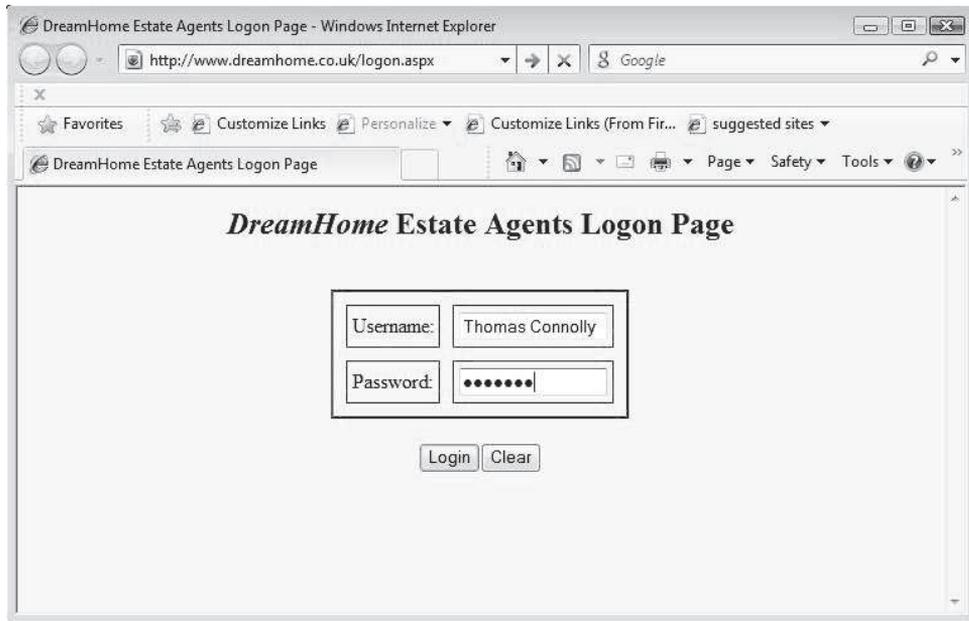 DreamHome Estate Agents Logon Page - Windows Internet Explorer
http://www.dreamhome.co.uk/logon.aspx Google
Favorites Customize Links Personalize Customize Links (From Fir... suggested sites
DreamHome Estate Agents Logon Page Page Safety Tools
DreamHome Estate Agents Logon Page
Username: Thomas Connolly
Password: •••••••
Login Clear